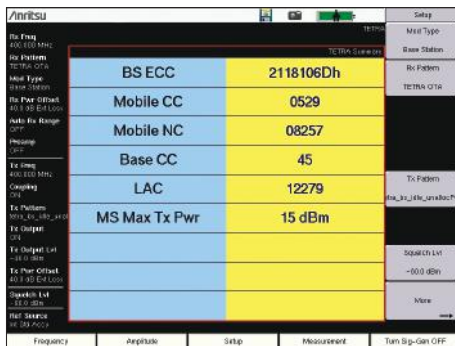 /Inritsu
Setup
TETRA
Rx Freq
400.000 MHz
Rx Pattern
TETRA OTA
Mod Type
Base Station
Rx Pwr Offset
40.0 dB Ext Loss
Auto Rx Range
OFF
Preamp
OFF
Tx Freq
400.000 MHz
Coupling
ON
Tx Pattern
Tx Output
ON
Tx Output Lvl
Tx Pwr Offset
40.0 dB Ext Loss
Squelch Lvl
Ref Source
Int Std Accy
TETRA Summary
BS ECC 2118106Dh
Mobile CC 0529
Mobile NC 08257
Base CC 45
LAC 12279
MS Max Tx Pwr 15 dBm
Mod Type
Base Station
Rx Pattern
TETRA OTA
Tx Pattern
Squelch Lvl
More
Frequency Amplitude Setup Measurement Turn Sig-Gen OFF